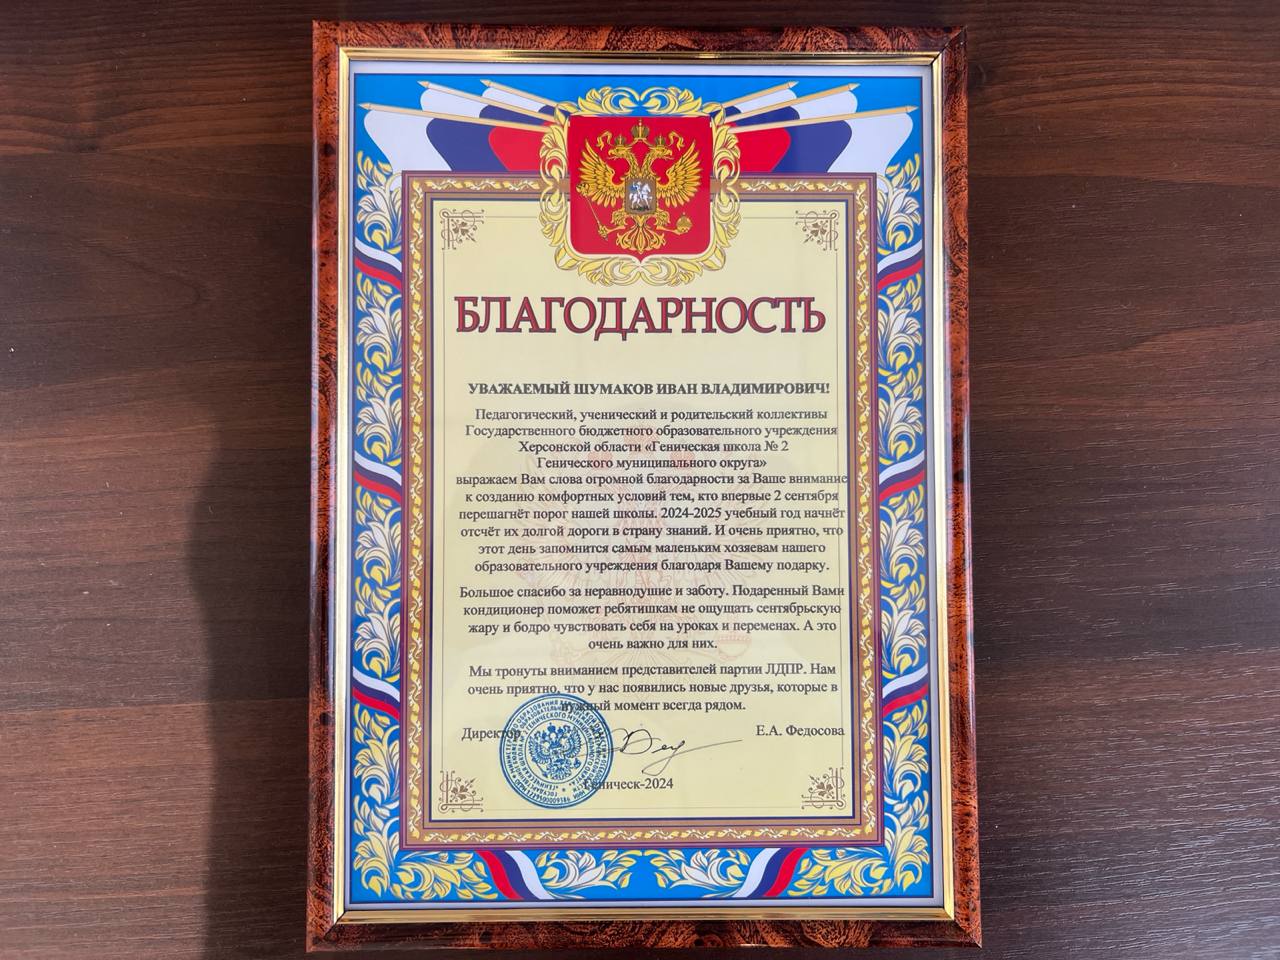 БЛАГОДАРНОСТЬ
УВАЖАЕМЫЙ ШУМАКОВ ИВАН ВЛАДИМИРОВИЧ!
Педагогический, ученический и родительский коллективы
Государственного бюджетного образовательного учреждения
Херсонской области «Геническая школа № 2
Генического муниципального округа»
выражаем Вам слова огромной благодарности за Ваше внимание
к созданию комфортных условий тем, кто впервые 2 сентября
перешагнёт порог нашей школы. 2024-2025 учебный год начнёт
отсчёт их долгой дороги в страну знаний. И очень приятно, что
этот день запомнится самым маленьким хозяевам нашего
образовательного учреждения благодаря Вашему подарку.
Большое спасибо за неравнодушие и заботу. Подаренный Вами
кондиционер поможет ребятишкам не ощущать сентябрьскую
жару и бодро чувствовать себя на уроках и переменах. А это
очень важно для них.
Мы тронуты вниманием представителей партии ЛДПР. Нам
очень приятно, что у нас появились новые друзья, которые в
нужный момент всегда рядом.
Директор Е.А. Федосова
Геническ-2024